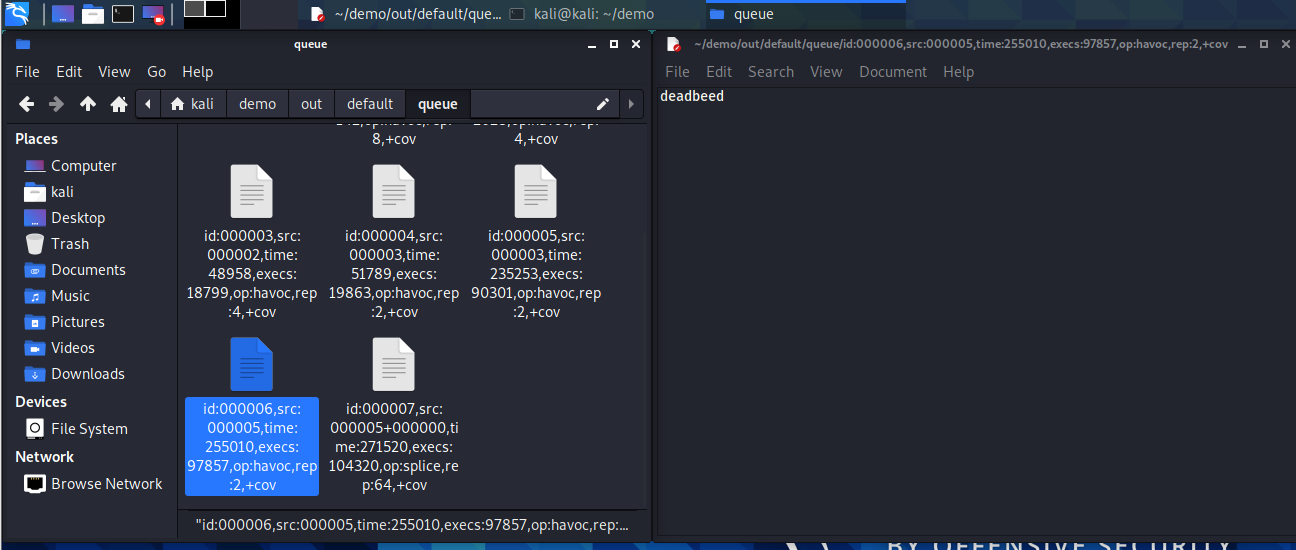 ~/demo/out/default/que...
kali@kali: ~/demo
queue
queue
File Edit View Go Help
kali demo out default queue
Places
Computer
kali
Desktop
Trash
Documents
Music
Pictures
Videos
Downloads
Devices
File System
Network
Browse Network
8,+cov
4,+cov
id:000003,src:
000002,time:
48958,execs:
18799,op:havoc,rep
:4,+cov
id:000004,src:
000003,time:
51789,execs:
19863,op:havoc,rep
:2,+cov
id:000005,src:
000003,time:
235253,execs:
90301,op:havoc,rep
:2,+cov
id:000006,src:
000005,time:
255010,execs:
97857,op:havoc,rep
:2,+cov
id:000007,src:
000005+000000,ti
me:271520,execs:
104320,op:splice,re
p:64,+cov
"id:000006,src:000005,time:255010,execs:97857,op:havoc,rep:...
~/demo/out/default/queue/id:000006,src:000005,time:255010,execs:97857,op:havoc,rep:2,+cov
File Edit Search View Document Help
deadbeed
BY OFFENSIVE SECURITY